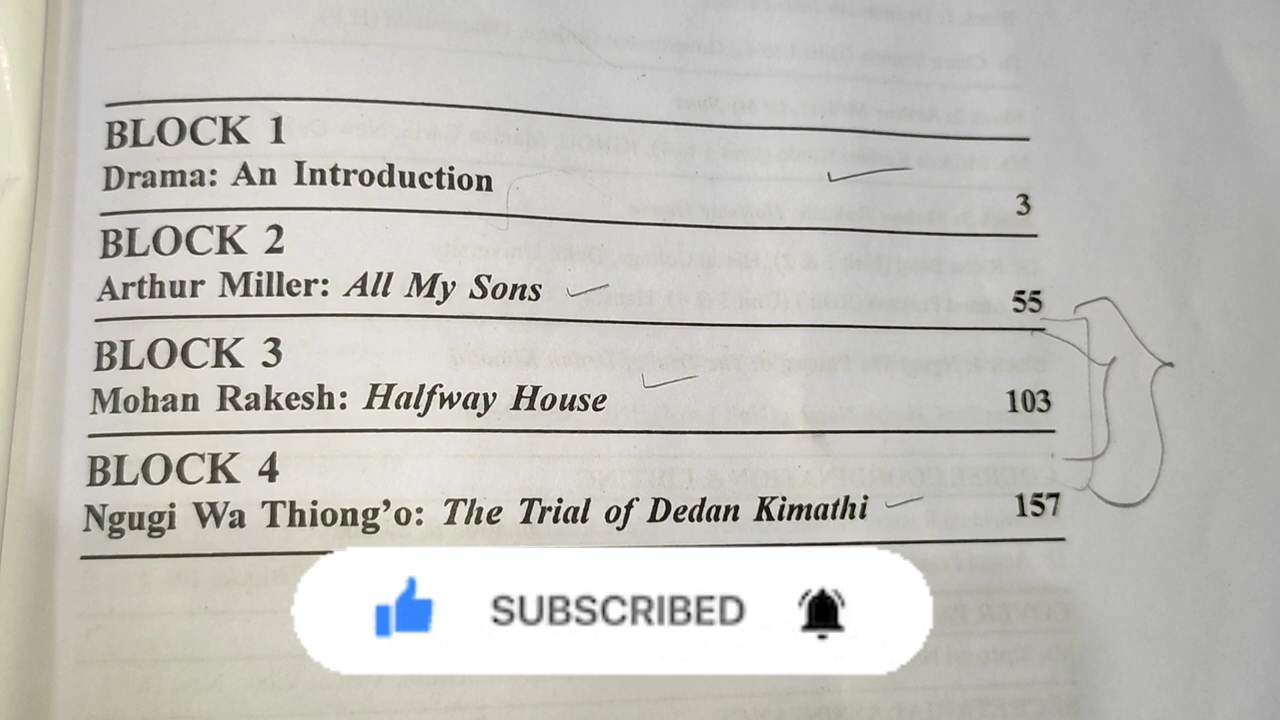 BLOCK 1
Drama: An Introduction 3
BLOCK 2
Arthur Miller: All My Sons 55
BLOCK 3
Mohan Rakesh: Halfway House 103
BLOCK 4
Ngugi Wa Thiong’o: The Trial of Dedan Kimathi 157
SUBSCRIBED